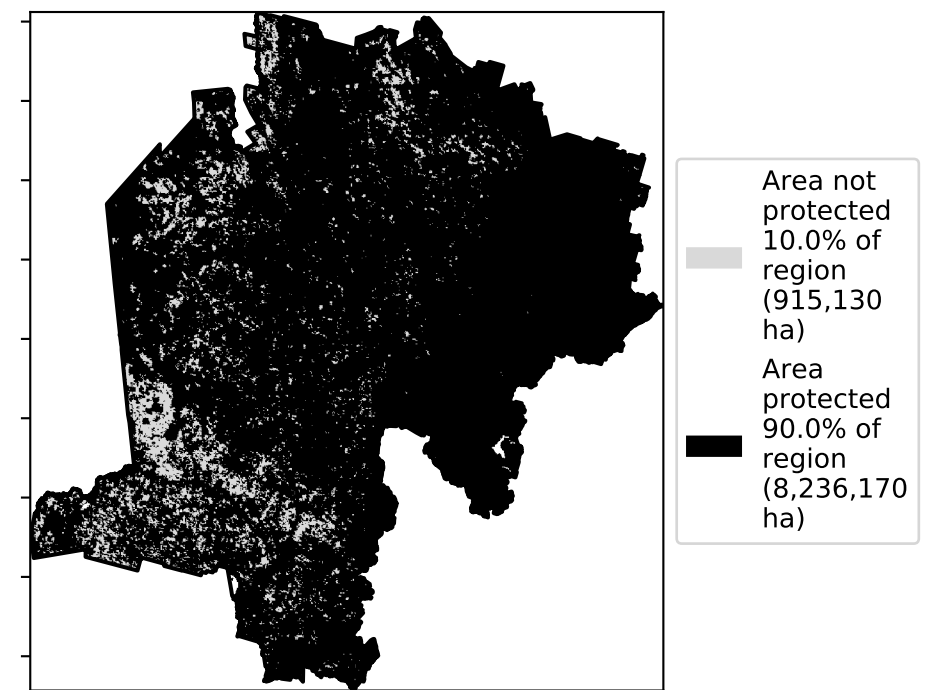 Area not
protected
10.0% of
region
(915,130
ha)
Area
protected
90.0% of
region
(8,236,170
ha)